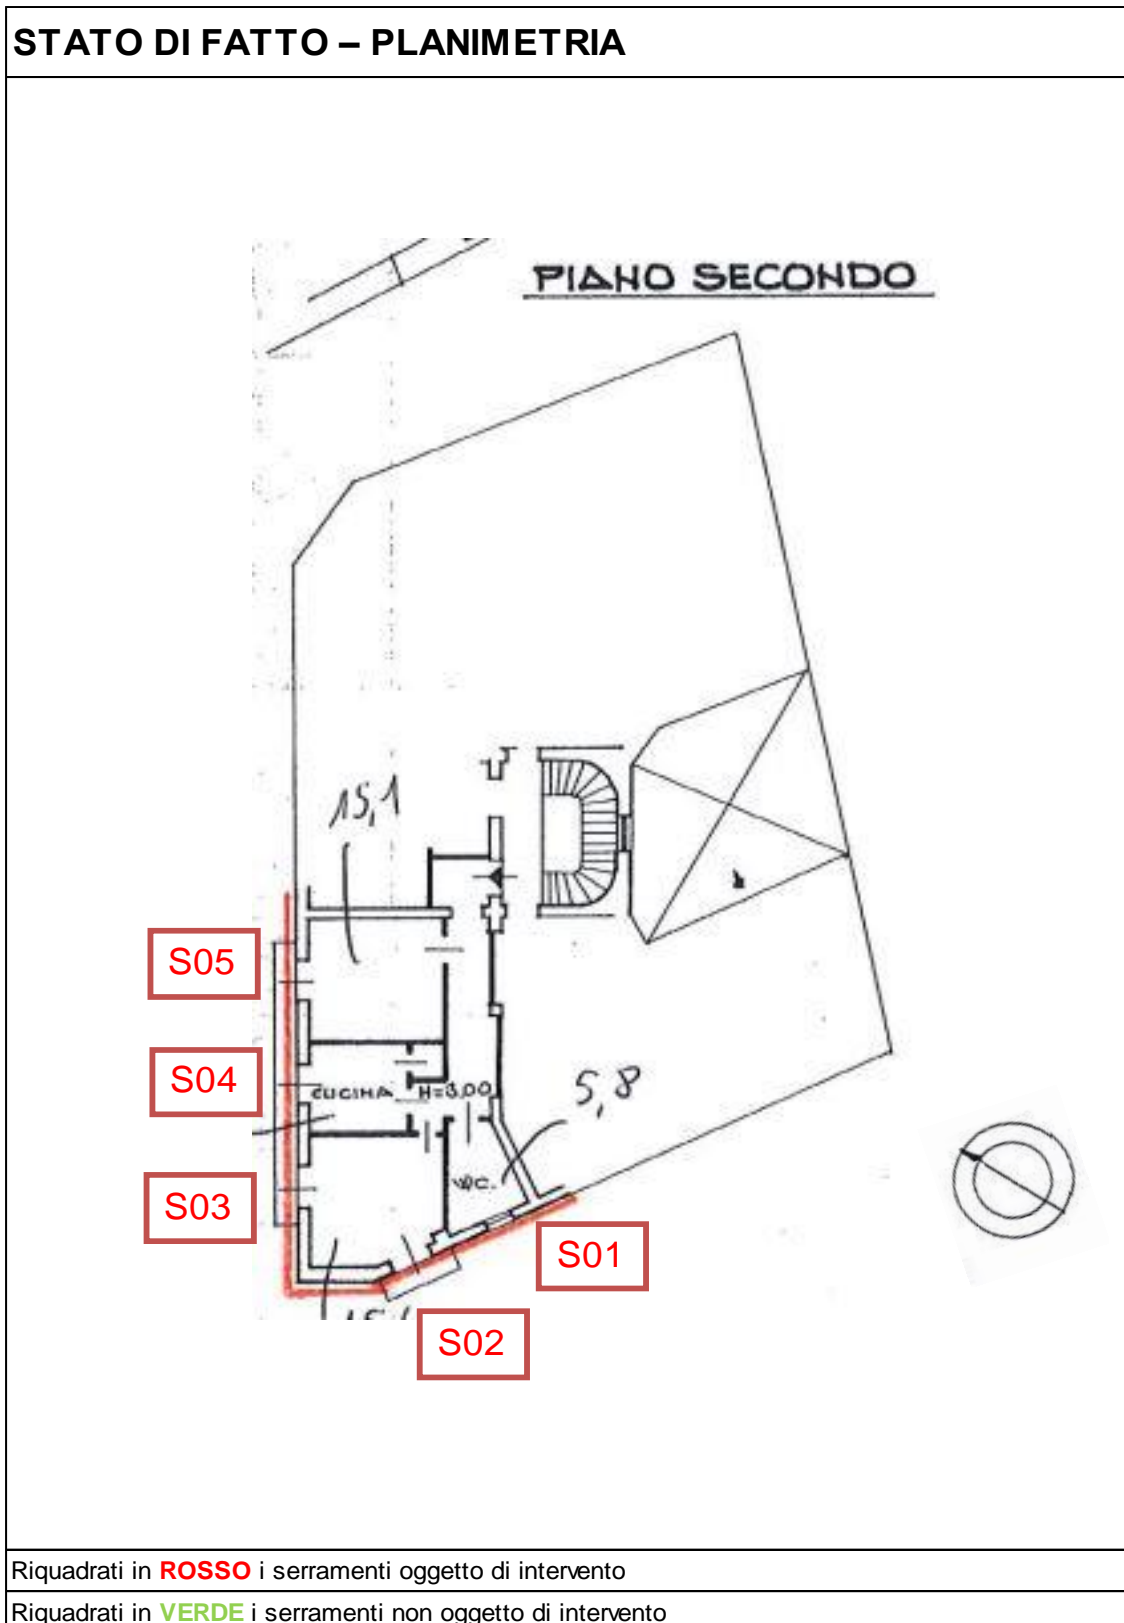 STATO DI FATTO – PLANIMETRIA
PIANO SECONDO
15,1
S05
S04
CUCINA H=3,00
5,8
S03
WC.
S01
S02
Riquadrati in ROSSO i serramenti oggetto di intervento
Riquadrati in VERDE i serramenti non oggetto di intervento